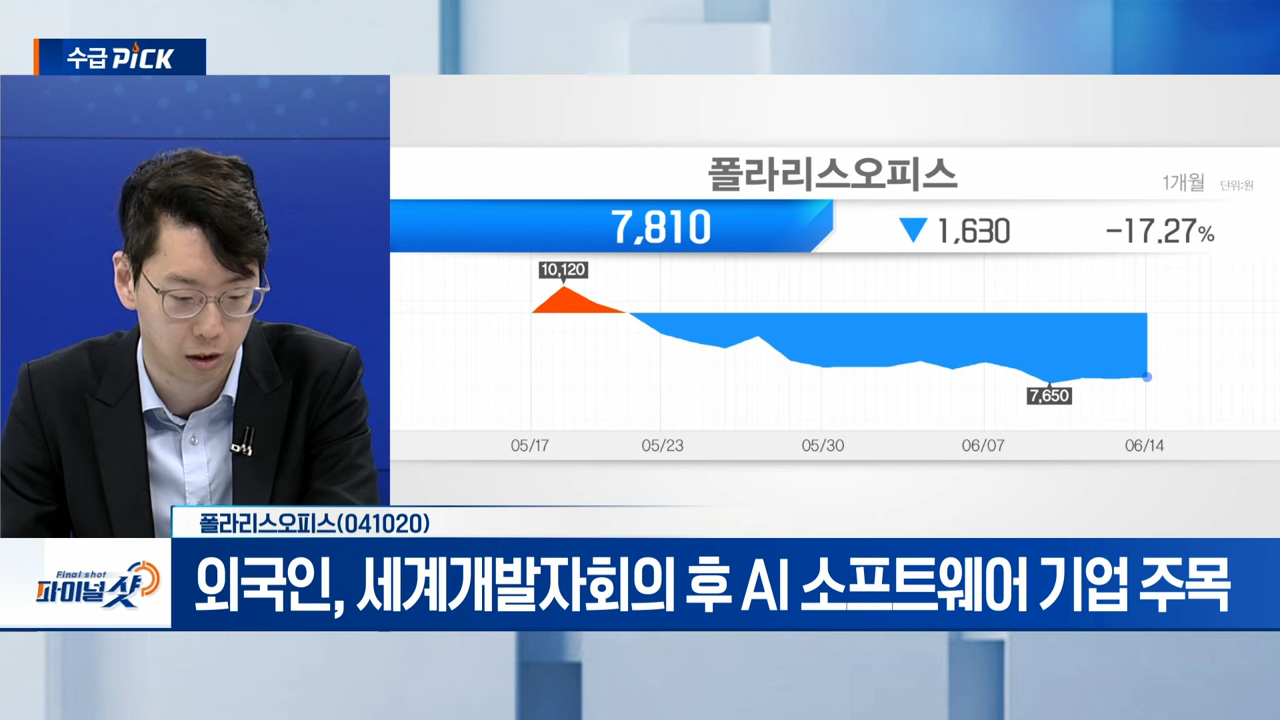 수급 PiCK
폴라리스오피스
1개월 단위:원
7,810 ▼1,630 -17.27%
10,120
7,650
05/17 05/23 05/30 06/07 06/14
폴라리스오피스(041020)
Final shot
파이널샷
외국인, 세계개발자회의 후 AI 소프트웨어 기업 주목